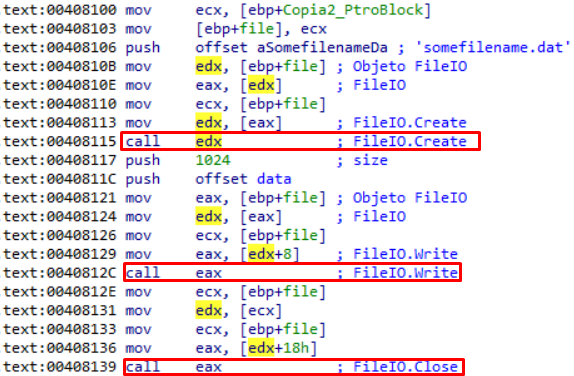 .text:00408100 mov ecx, [ebp+Copia2_PtroBlock]
.text:00408103 mov [ebp+file], ecx
.text:00408106 push offset aSomefilenameDa ; 'somefilename.dat'
.text:0040810B mov edx, [ebp+file] ; Objeto FileIO
.text:0040810E mov eax, [edx] ; FileIO
.text:00408110 mov ecx, [ebp+file]
.text:00408113 mov edx, [eax] ; FileIO.Create
.text:00408115 call edx ; FileIO.Create
.text:00408117 push 1024 ; size
.text:0040811C push offset data
.text:00408121 mov eax, [ebp+file] ; Objeto FileIO
.text:00408124 mov edx, [eax] ; FileIO
.text:00408126 mov ecx, [ebp+file]
.text:00408129 mov eax, [edx+8] ; FileIO.Write
.text:0040812C call eax ; FileIO.Write
.text:0040812E mov ecx, [ebp+file]
.text:00408131 mov edx, [ecx]
.text:00408133 mov ecx, [ebp+file]
.text:00408136 mov eax, [edx+18h]
.text:00408139 call eax ; FileIO.Close